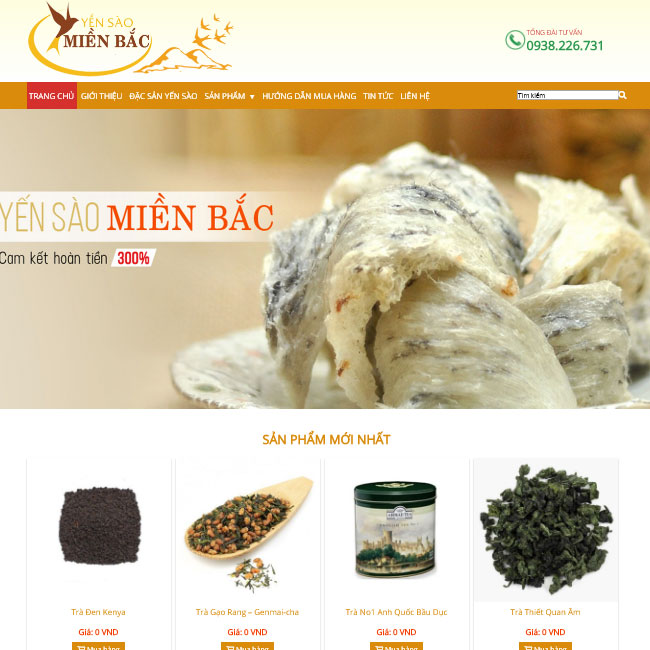 YẾN SÀO
MIỀN BẮC
TỔNG ĐÀI TƯ VẤN
0938.226.731
TRANG CHỦ GIỚI THIỆU ĐẶC SẢN YẾN SÀO SẢN PHẨM ▼ HƯỚNG DẪN MUA HÀNG TIN TỨC LIÊN HỆ Tìm kiếm
YẾN SÀO MIỀN BẮC
Cam kết hoàn tiền 300%
SẢN PHẨM MỚI NHẤT
Trà Đen Kenya Trà Gạo Rang – Genmai-cha Trà No1 Anh Quốc Bầu Dục Trà Thiết Quan Âm
Giá: 0 VND Giá: 0 VND Giá: 0 VND Giá: 0 VND
Mua hàng Mua hàng Mua hàng Mua hàng